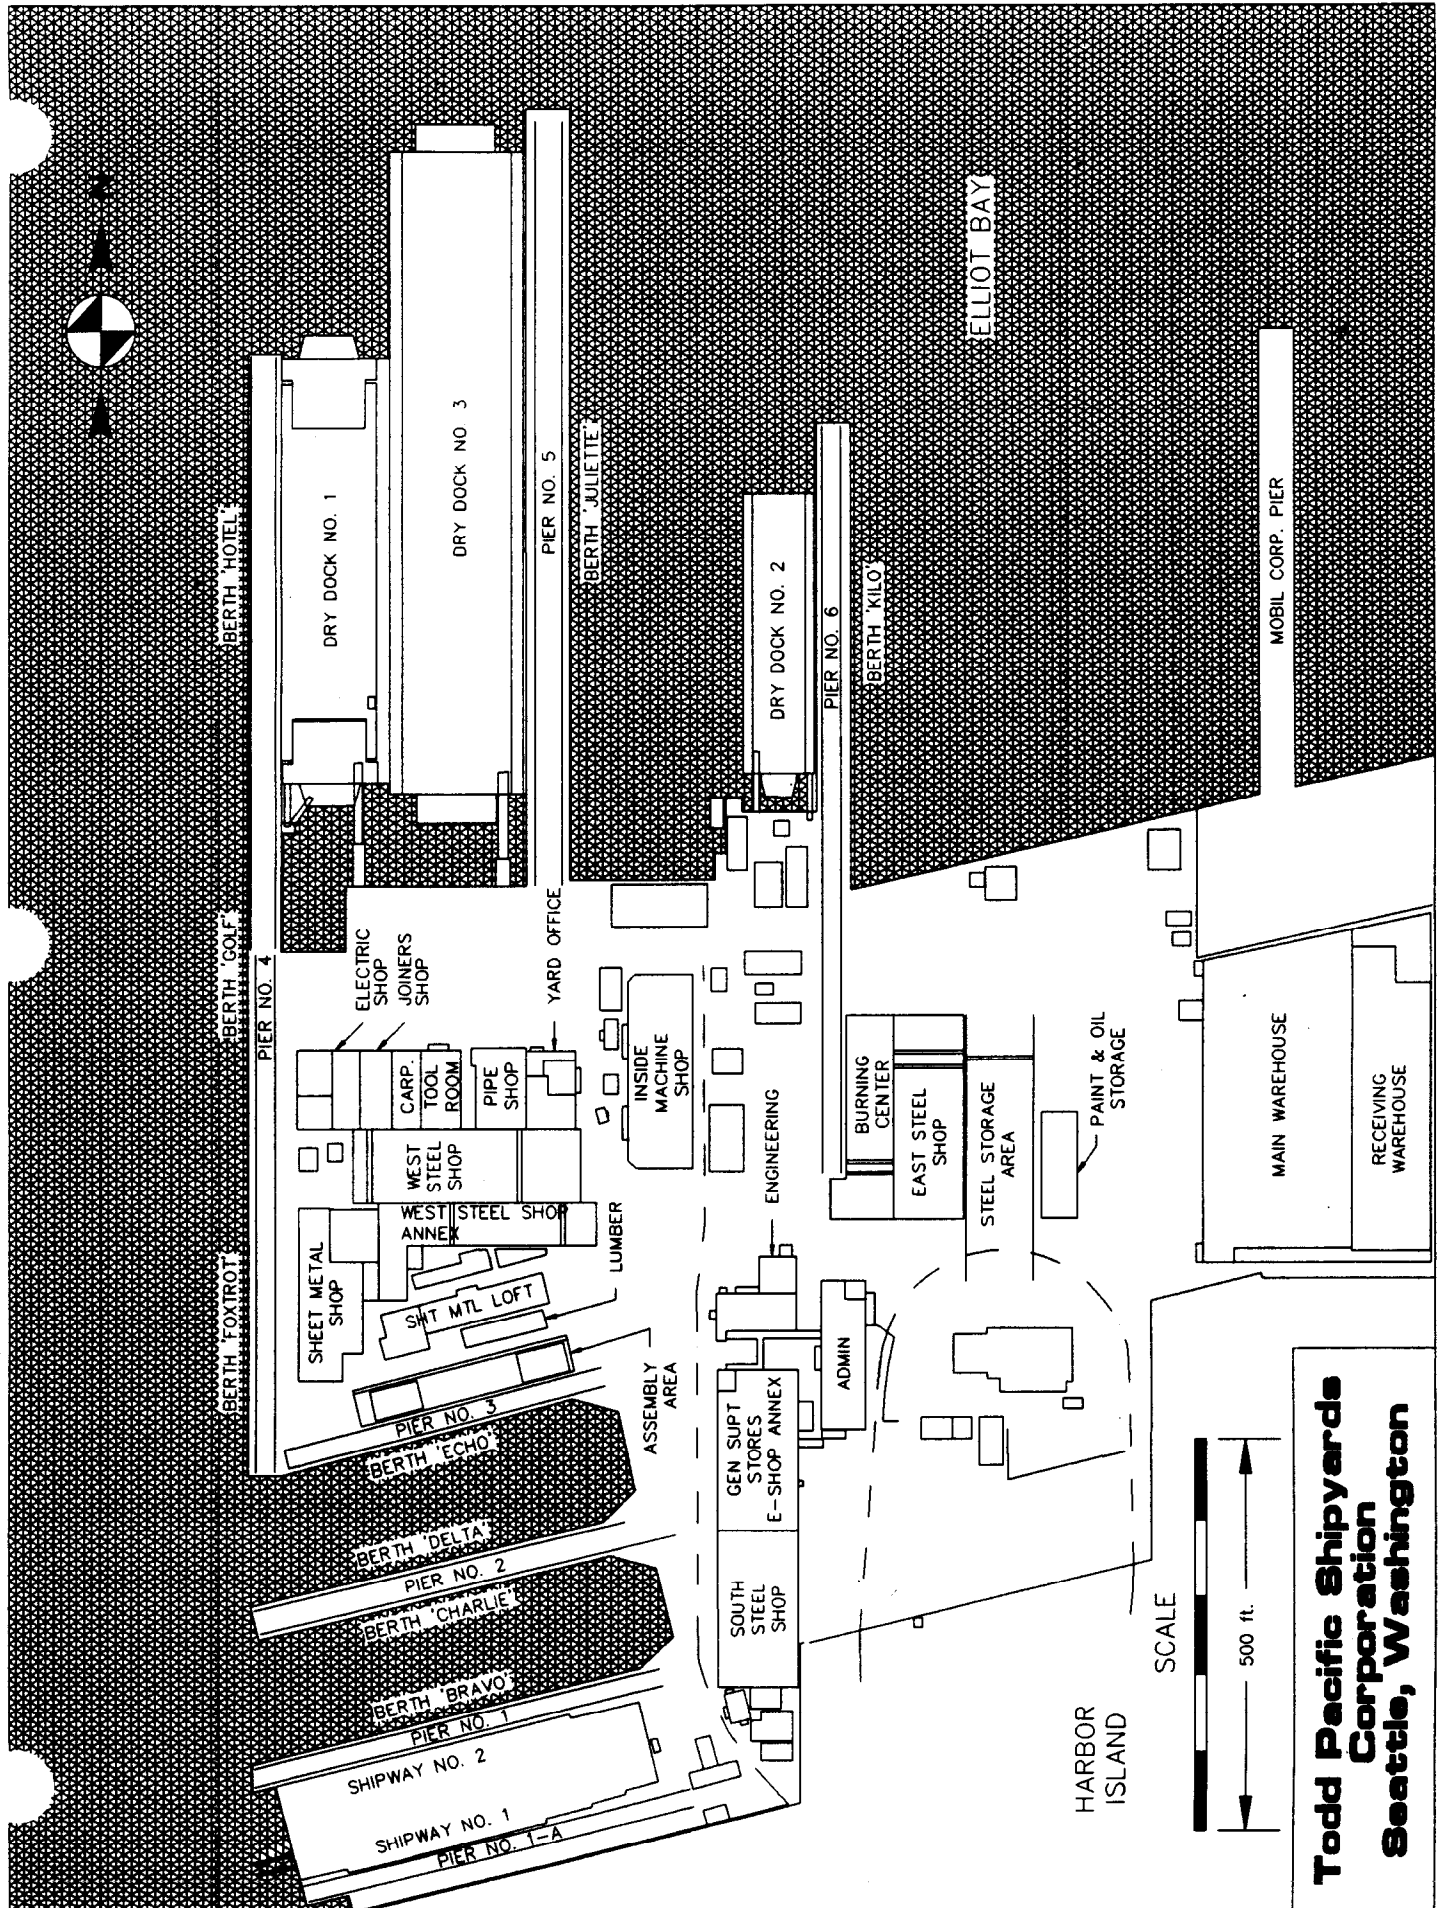 N
ELLIOT BAY
BERTH 'HOTEL'
DRY DOCK NO. 1
DRY DOCK NO 3
PIER NO. 5
BERTH 'JULIETTE'
DRY DOCK NO. 2
PIER NO. 6
BERTH 'KILO'
MOBIL CORP. PIER
BERTH 'GOLF'
PIER NO. 4
ELECTRIC
SHOP
JOINERS
SHOP
YARD OFFICE
CARP.
TOOL
ROOM
PIPE
SHOP
INSIDE
MACHINE
SHOP
WEST
STEEL
SHOP
WEST STEEL SHOP
ANNEX
LUMBER
ENGINEERING
BURNING
CENTER
EAST STEEL
SHOP
STEEL STORAGE
AREA
PAINT & OIL
STORAGE
MAIN WAREHOUSE
RECEIVING
WAREHOUSE
BERTH 'FOXTROT'
SHEET METAL
SHOP
SHT MTL LOFT
ASSEMBLY
AREA
PIER NO. 3
BERTH 'ECHO'
GEN SUPT
STORES
E-SHOP ANNEX
ADMIN
BERTH 'DELTA'
PIER NO. 2
BERTH 'CHARLIE'
SOUTH
STEEL
SHOP
BERTH 'BRAVO'
PIER NO. 1
SHIPWAY NO. 2
SHIPWAY NO. 1
PIER NO. 1-A
HARBOR
ISLAND
SCALE
500 ft.
Todd Pacific Shipyards
Corporation
Seattle, Washington